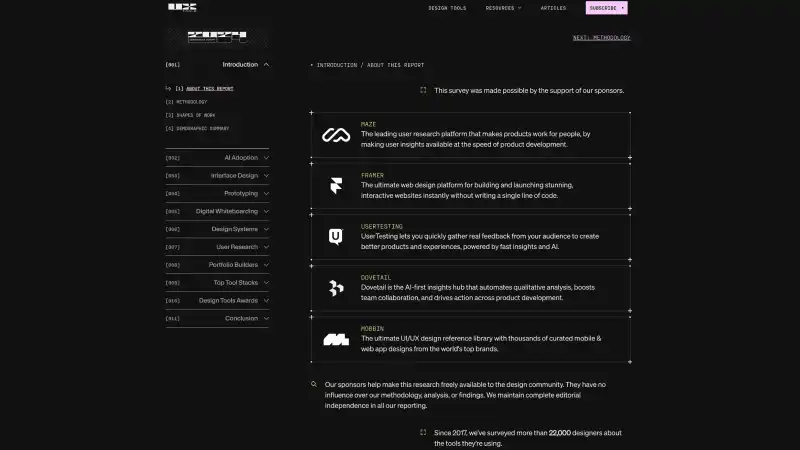 UX
DESIGN TOOLS
RESOURCES
ARTICLES
SUBSCRIBE
2024
NEXT: METHODOLOGY
[001] Introduction
[1] ABOUT THIS REPORT
[2] METHODOLOGY
[3] SHAPES OF WORK
[4] DEMOGRAPHIC SUMMARY
[002] AI Adoption
[003] Interface Design
[004] Prototyping
[005] Digital Whiteboarding
[006] Design Systems
[007] User Research
[008] Portfolio Builders
[009] Top Tool Stacks
[010] Design Tools Awards
[011] Conclusion
• INTRODUCTION / ABOUT THIS REPORT
This survey was made possible by the support of our sponsors.
MAZE
The leading user research platform that makes products work for people, by
making user insights available at the speed of product development.
FRAMER
The ultimate web design platform for building and launching stunning,
interactive websites instantly without writing a single line of code.
USERTESTING
UserTesting lets you quickly gather real feedback from your audience to create
better products and experiences, powered by fast insights and AI.
DOVETAIL
Dovetail is the AI-first insights hub that automates qualitative analysis, boosts
team collaboration, and drives action across product development.
MOBBIN
The ultimate UI/UX design reference library with thousands of curated mobile &
web app designs from the world's top brands.
Our sponsors help make this research freely available to the design community. They have no
influence over our methodology, analysis, or findings. We maintain complete editorial
independence in all our reporting.
Since 2017, we've surveyed more than 22,000 designers about
the tools they're using.